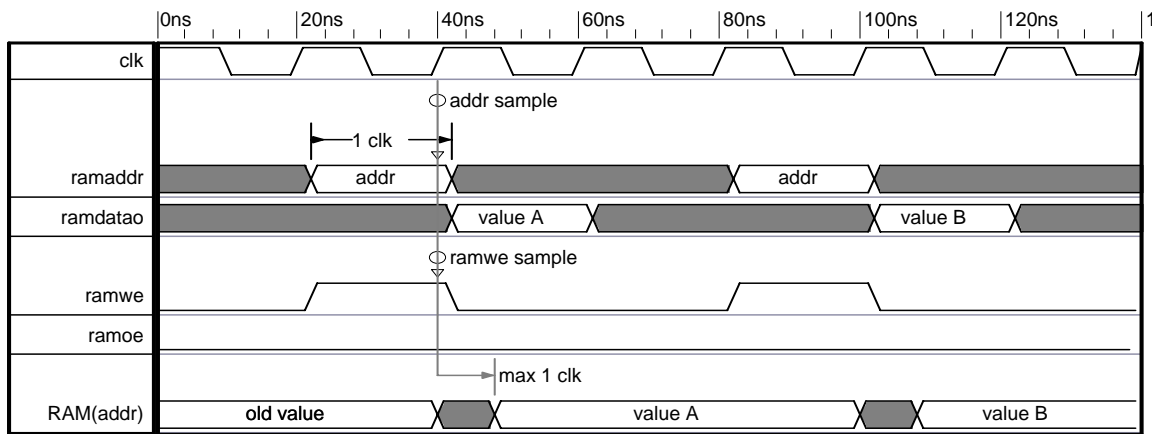 0ns 20ns 40ns 60ns 80ns 100ns 120ns 1
clk
addr sample
1 clk
ramaddr addr addr
ramdatao value A value B
ramwe sample
ramwe
ramoe
max 1 clk
RAM(addr) old value value A value B